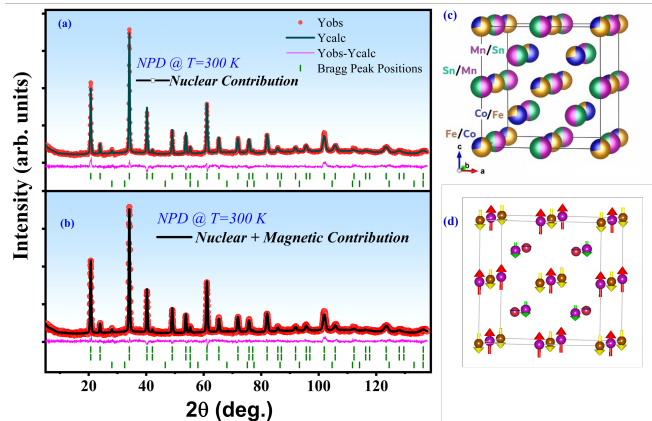 (a)
Yobs
Ycalc
Yobs-Ycalc
Bragg Peak Positions
NPD @ T=300 K
Nuclear Contribution
(b)
NPD @ T=300 K
Nuclear + Magnetic Contribution
Intensity (arb. units)
20 40 60 80 100 120
2θ (deg.)
(c)
Mn/Sn
Sn/Mn
Co/Fe
Fe/Co
c
b
a
(d)